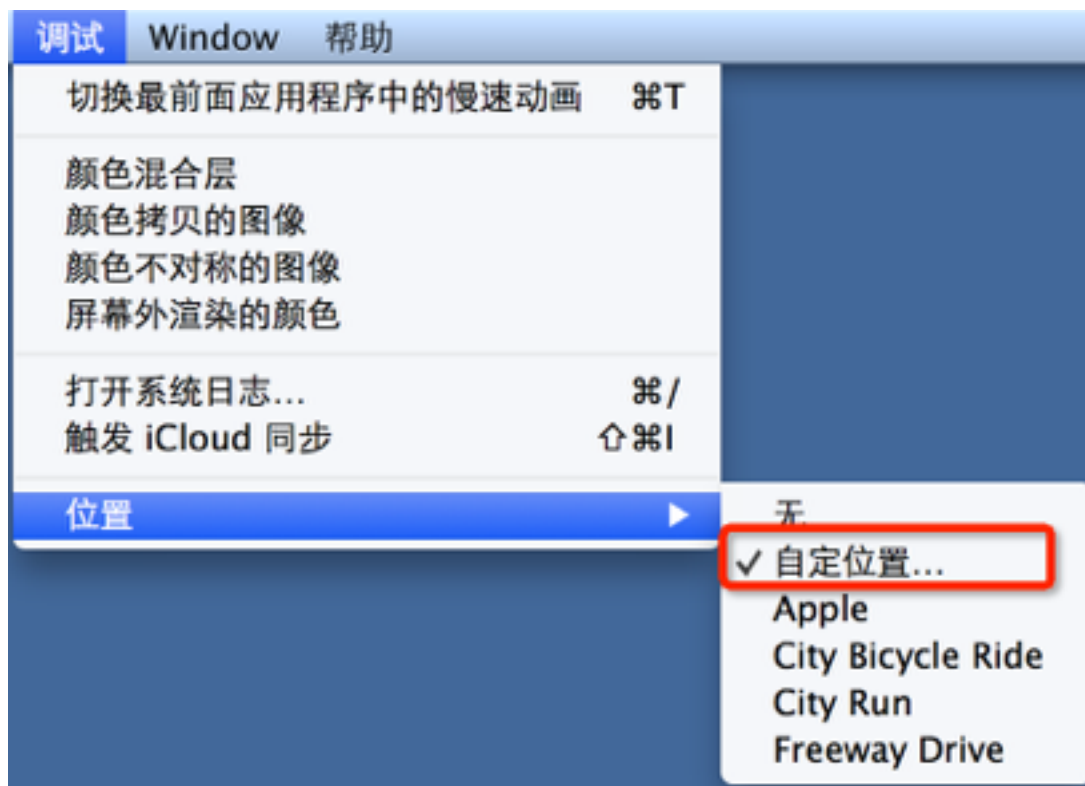 调试 Window 帮助
切换最前面应用程序中的慢速动画 ⌘T
颜色混合层
颜色拷贝的图像
颜色不对称的图像
屏幕外渲染的颜色
打开系统日志... ⌘/
触发 iCloud 同步 ⇧⌘I
位置 ▶
无
✓ 自定位置...
Apple
City Bicycle Ride
City Run
Freeway Drive